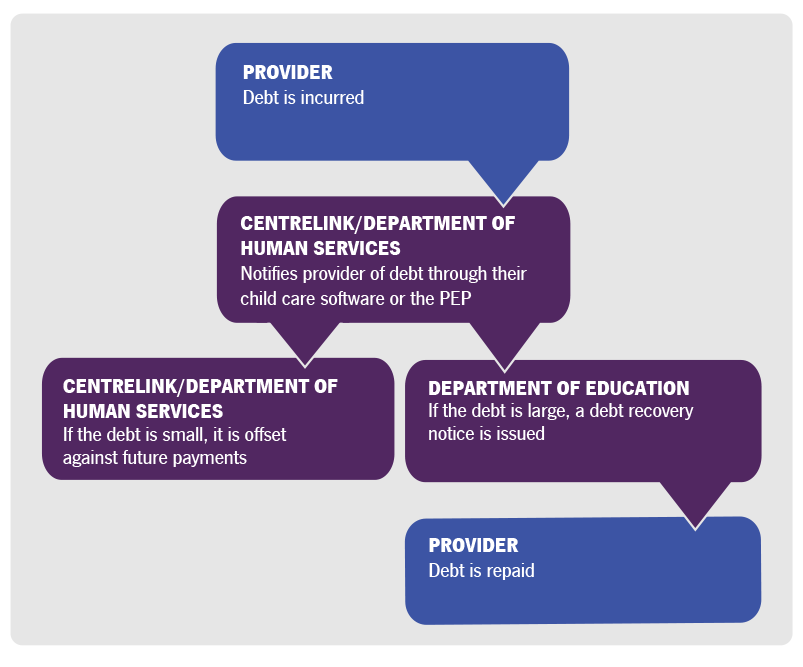 PROVIDER
Debt is incurred
CENTRELINK/DEPARTMENT OF
HUMAN SERVICES
Notifies provider of debt through their
child care software or the PEP
CENTRELINK/DEPARTMENT OF
HUMAN SERVICES
If the debt is small, it is offset
against future payments
DEPARTMENT OF EDUCATION
If the debt is large, a debt recovery
notice is issued
PROVIDER
Debt is repaid